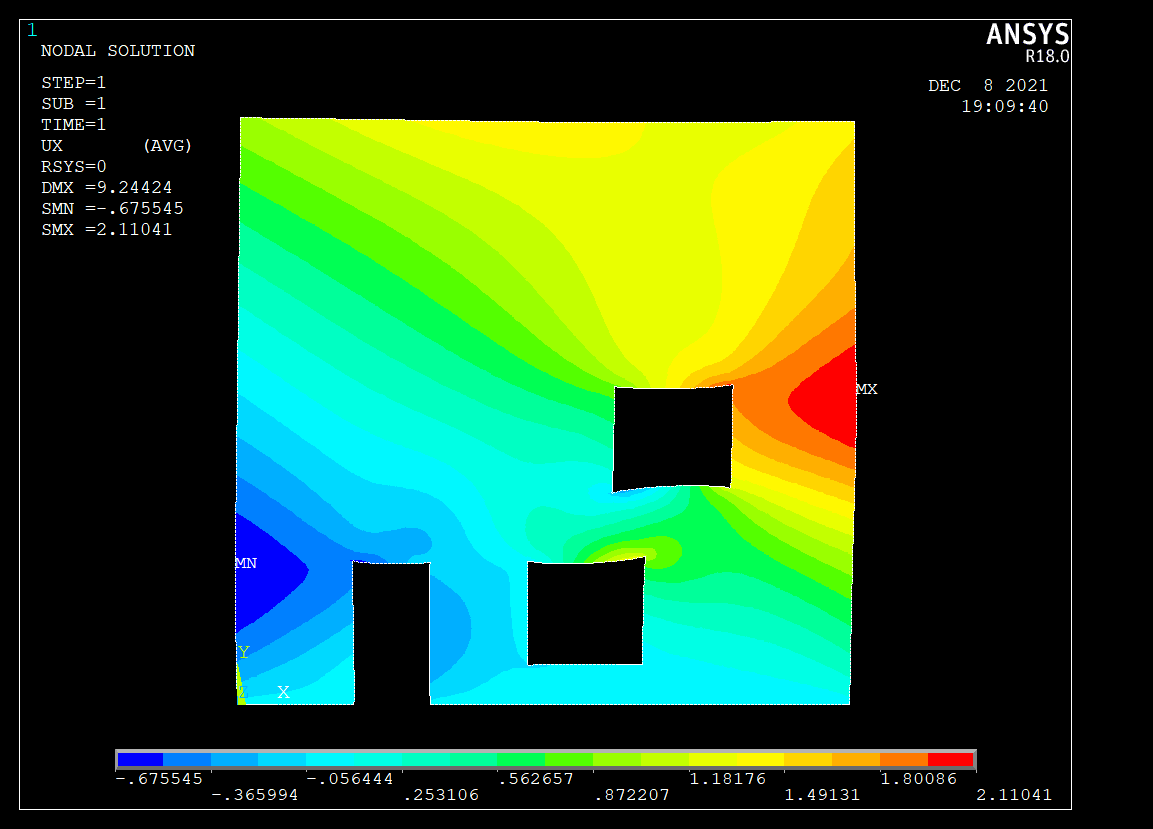 1
ANSYS
R18.0
NODAL SOLUTION
DEC  8 2021
19:09:40
STEP=1
SUB =1
TIME=1
UX       (AVG)
RSYS=0
DMX =9.24424
SMN =-.675545
SMX =2.11041
MX
MN
Y
Z X
-.675545 -.056444 .562657 1.18176 1.80086
-.365994 .253106 .872207 1.49131 2.11041